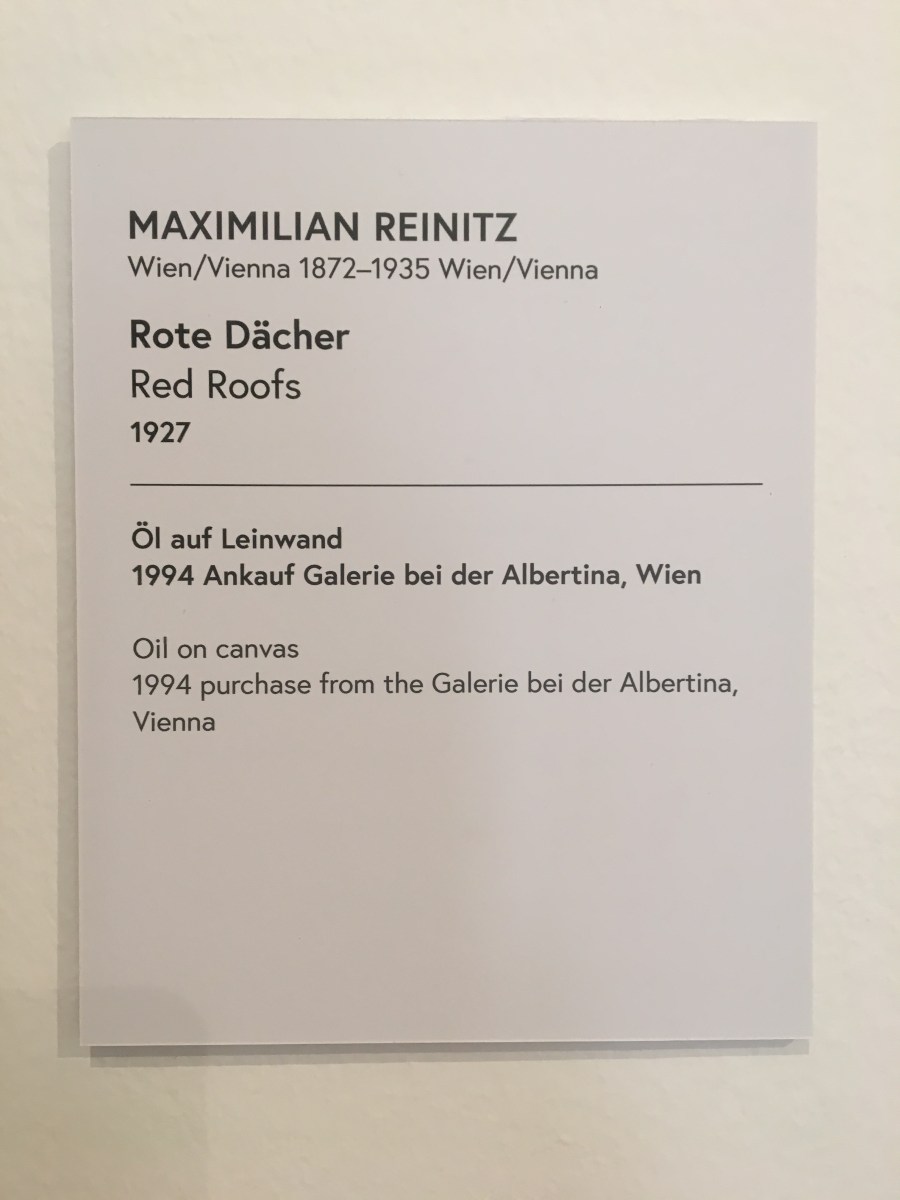 MAXIMILIAN REINITZ
Wien/Vienna 1872–1935 Wien/Vienna
Rote Dächer
Red Roofs
1927
Öl auf Leinwand
1994 Ankauf Galerie bei der Albertina, Wien
Oil on canvas
1994 purchase from the Galerie bei der Albertina,
Vienna